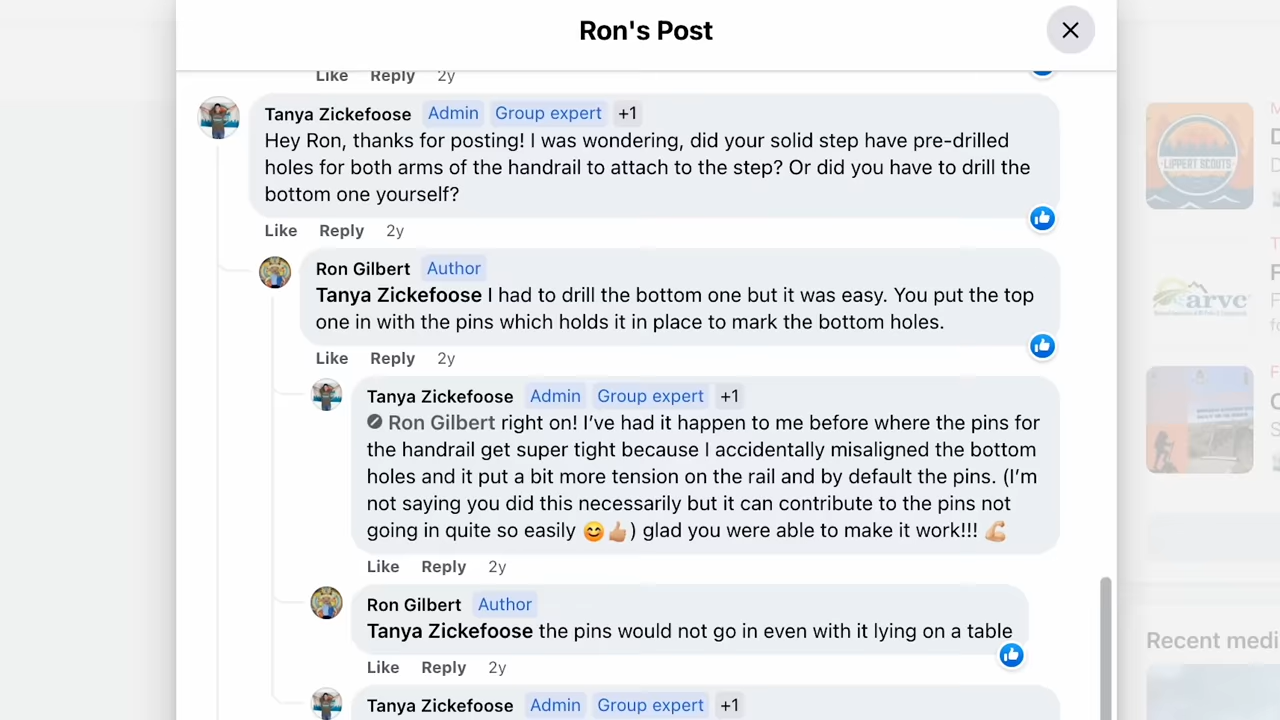 Ron's Post
Like Reply 2y
Tanya Zickefoose Admin Group expert +1
Hey Ron, thanks for posting! I was wondering, did your solid step have pre-drilled
holes for both arms of the handrail to attach to the step? Or did you have to drill the
bottom one yourself?
Like Reply 2y
Ron Gilbert Author
Tanya Zickefoose I had to drill the bottom one but it was easy. You put the top
one in with the pins which holds it in place to mark the bottom holes.
Like Reply 2y
Tanya Zickefoose Admin Group expert +1
Ron Gilbert right on! I’ve had it happen to me before where the pins for
the handrail get super tight because I accidentally misaligned the bottom
holes and it put a bit more tension on the rail and by default the pins. (I’m
not saying you did this necessarily but it can contribute to the pins not
going in quite so easily 😊👍🏼) glad you were able to make it work!!! 💪🏼
Like Reply 2y
Ron Gilbert Author
Tanya Zickefoose the pins would not go in even with it lying on a table
Like Reply 2y
Tanya Zickefoose Admin Group expert +1
LIPPERT SCOUTS
arvc
Recent medi